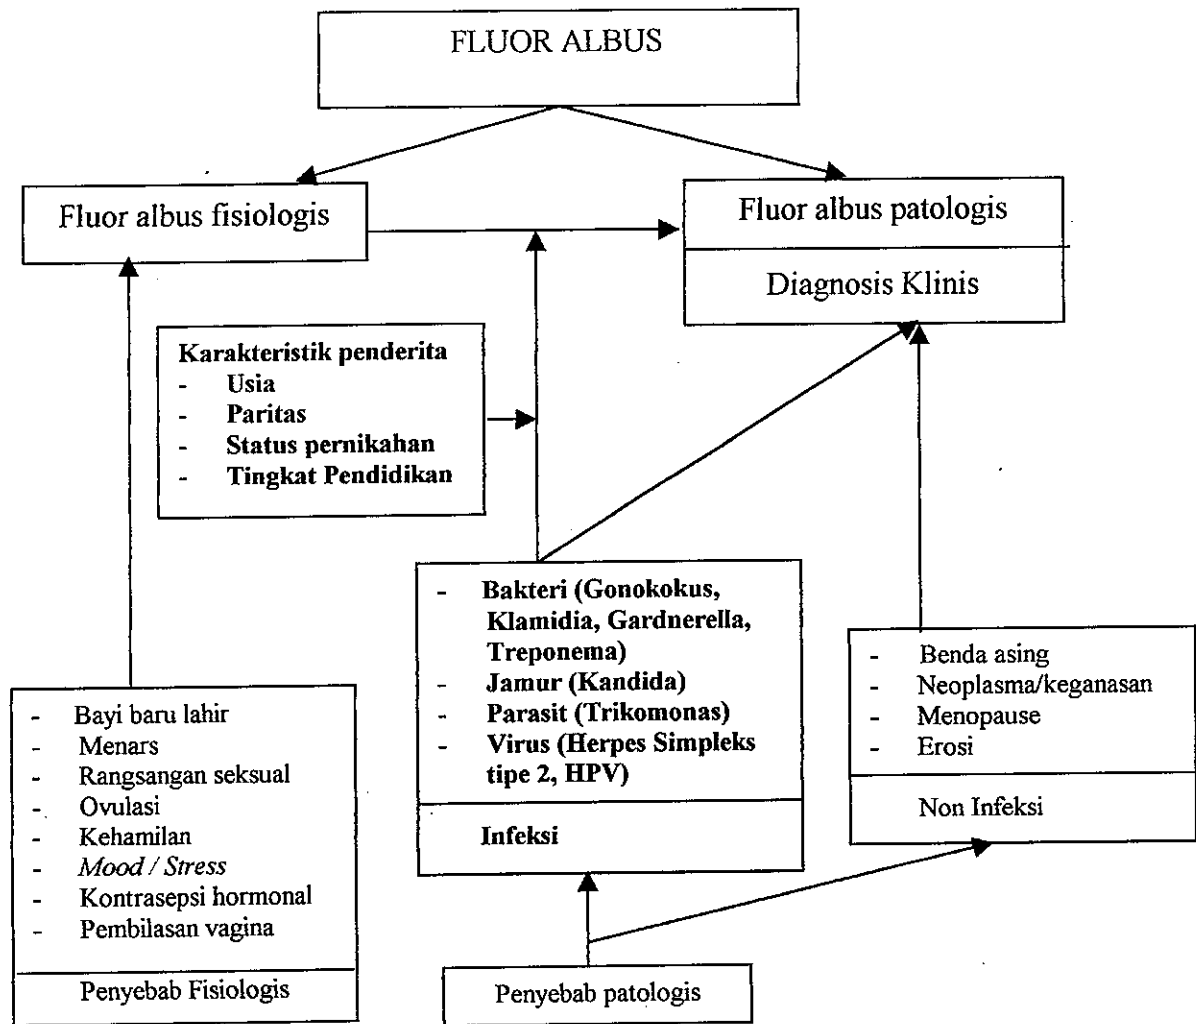 FLUOR ALBUS
Fluor albus fisiologis
Fluor albus patologis
Diagnosis Klinis
Karakteristik penderita
- Usia
- Paritas
- Status pernikahan
- Tingkat Pendidikan
- Bakteri (Gonokokus,
Klamidia, Gardnerella,
Treponema)
- Jamur (Kandida)
- Parasit (Trikomonas)
- Virus (Herpes Simpleks
tipe 2, HPV)
Infeksi
- Benda asing
- Neoplasma/keganasan
- Menopause
- Erosi
Non Infeksi
- Bayi baru lahir
- Menars
- Rangsangan seksual
- Ovulasi
- Kehamilan
- Mood / Stress
- Kontrasepsi hormonal
- Pembilasan vagina
Penyebab Fisiologis
Penyebab patologis